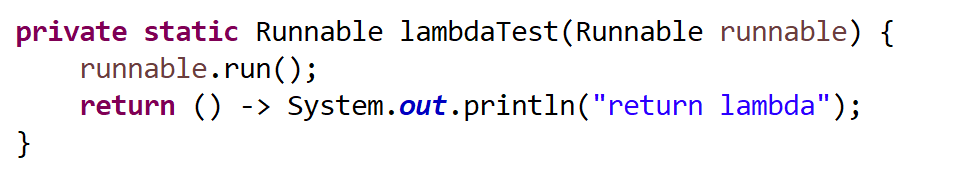 private static Runnable lambdaTest(Runnable runnable) {
    runnable.run();
    return () -> System.out.println("return lambda");
}